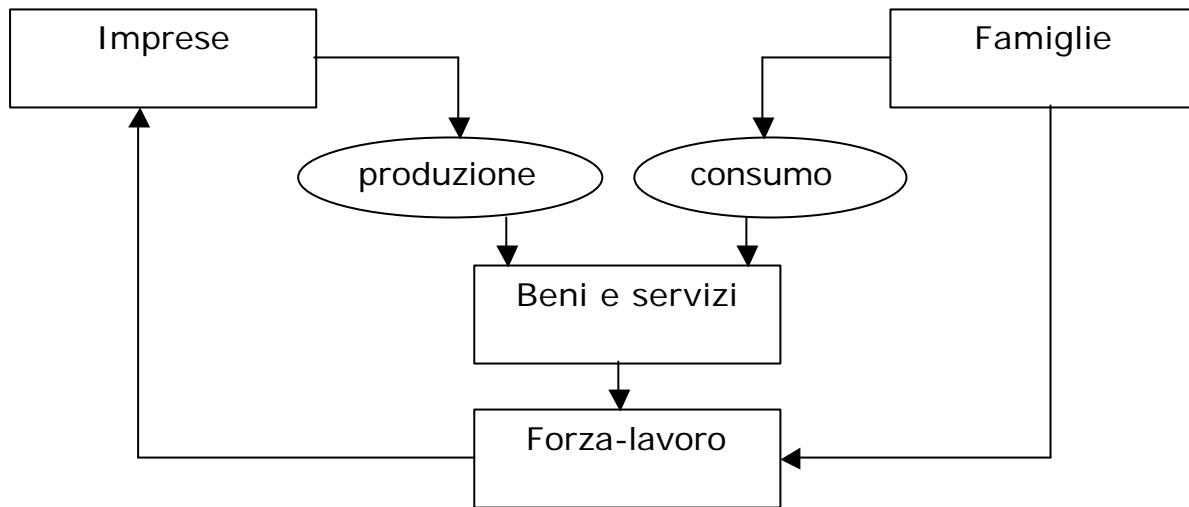 Imprese
Famiglie
produzione
consumo
Beni e servizi
Forza-lavoro